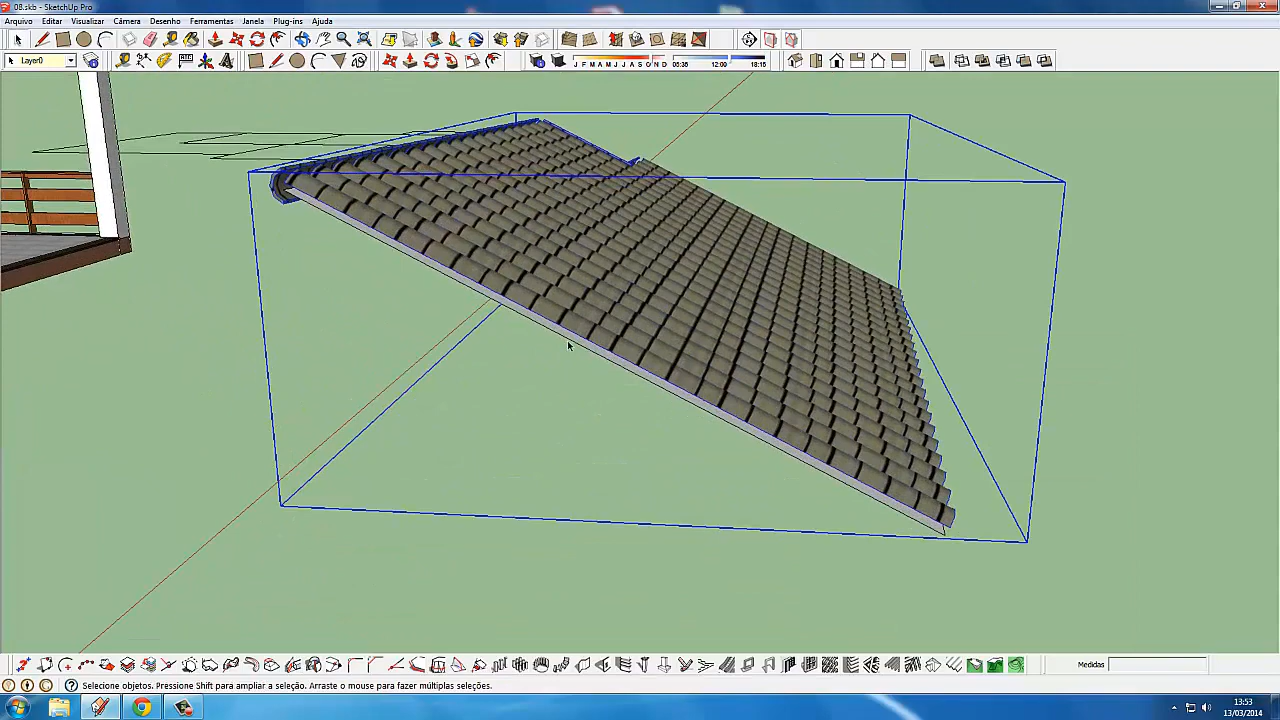 08.skb - SketchUp Pro
Arquivo Editar Visualizar Câmera Desenho Ferramentas Janela Plug-ins Ajuda
Layer0
J F M A M J J A S O N D 06:36 12:00 18:15
Medidas
Selecione objetos. Pressione Shift para ampliar a seleção. Arraste o mouse para fazer múltiplas seleções.
13:53
13/03/2014